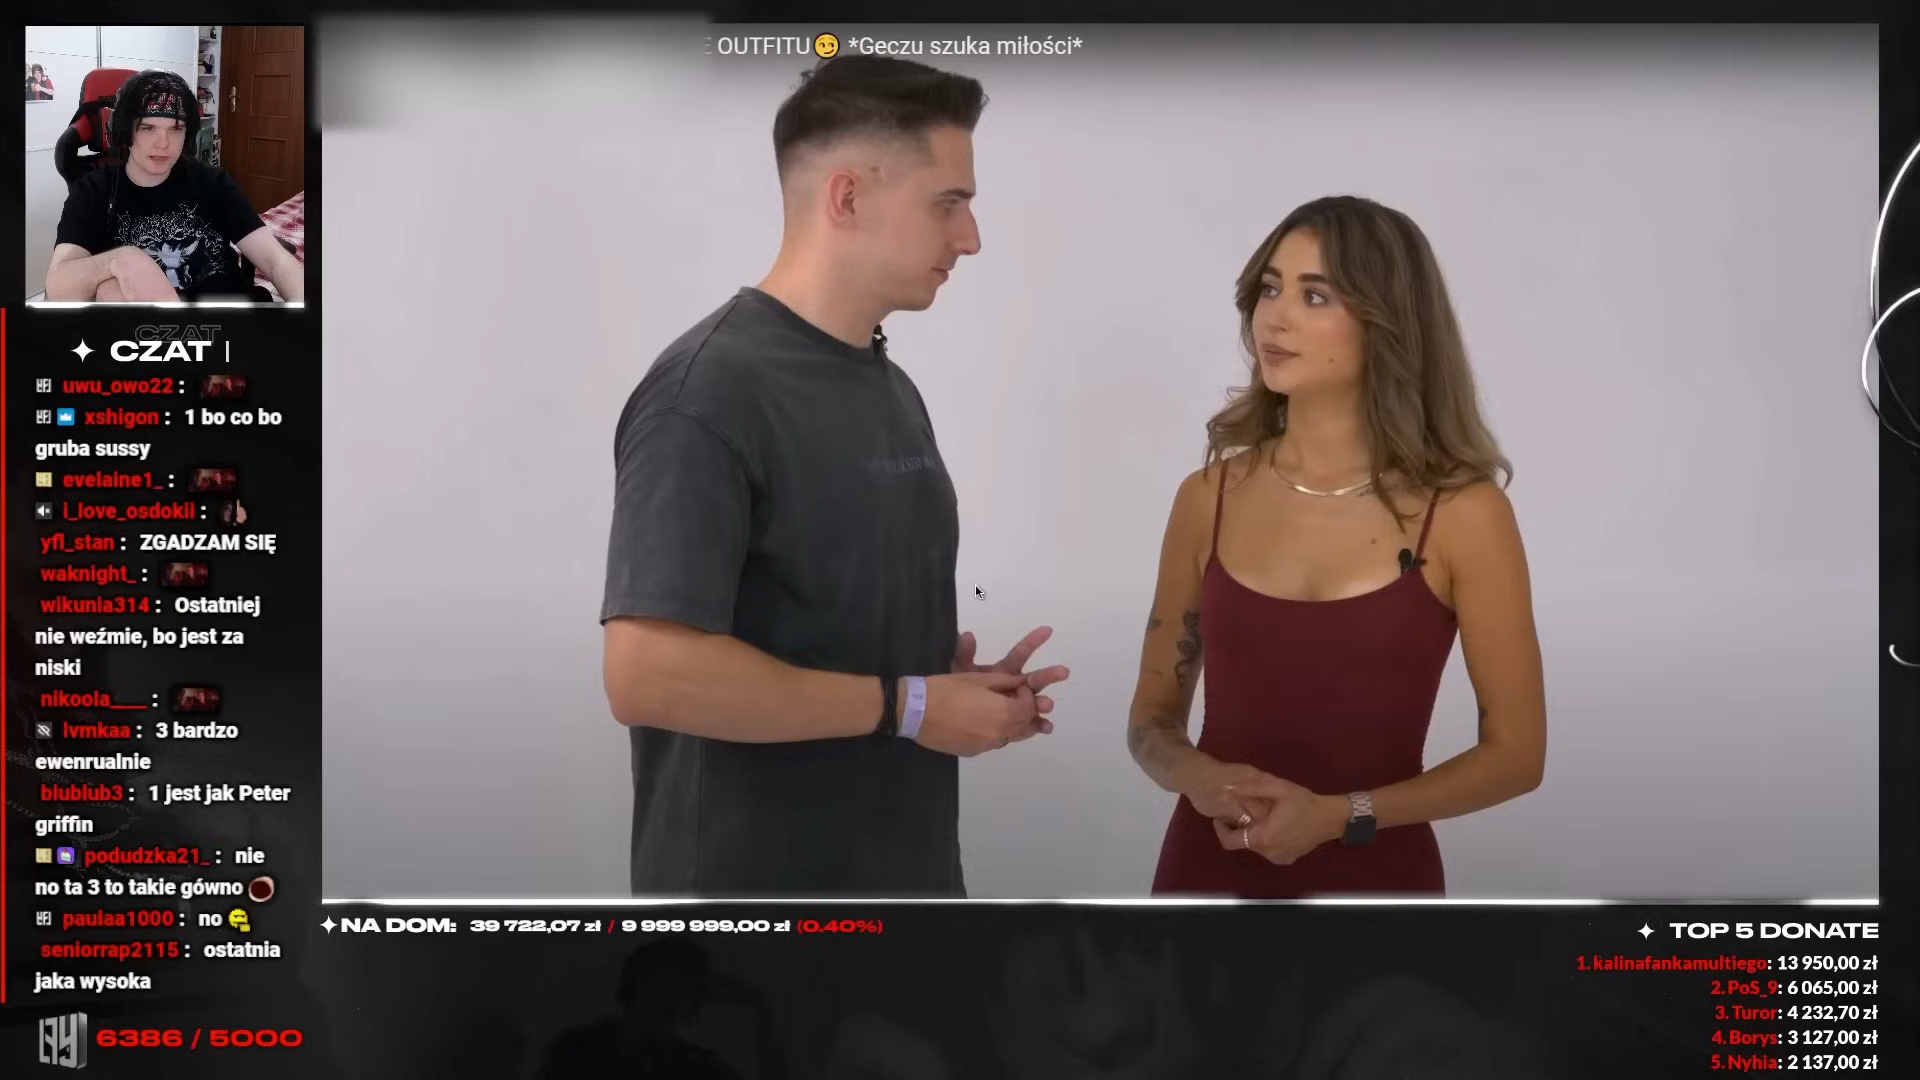 OUTFITU😏 *Geczu szuka miłości*
CZAT
✦ CZAT |
uwu_owo22 :
xshigon : 1 bo co bo
gruba sussy
evelaine1_ :
i_love_osdokii :
yfl_stan : ZGADZAM SIĘ
waknight_ :
wikunia314 : Ostatniej
nie weźmie, bo jest za
niski
nikoola___ :
lvmkaa : 3 bardzo
ewenrualnie
blublub3 : 1 jest jak Peter
griffin
podudzka21_ : nie
no ta 3 to takie gówno
paulaa1000 : no
seniorrap2115 : ostatnia
jaka wysoka
6386 / 5000
✦NA DOM: 39 722,07 zł / 9 999 999,00 zł (0.40%)
✦ TOP 5 DONATE
1. kalinafankamultiego: 13 950,00 zł
2. PoS_9: 6 065,00 zł
3. Turor: 4 232,70 zł
4. Borys: 3 127,00 zł
5. Nyhia: 2 137,00 zł